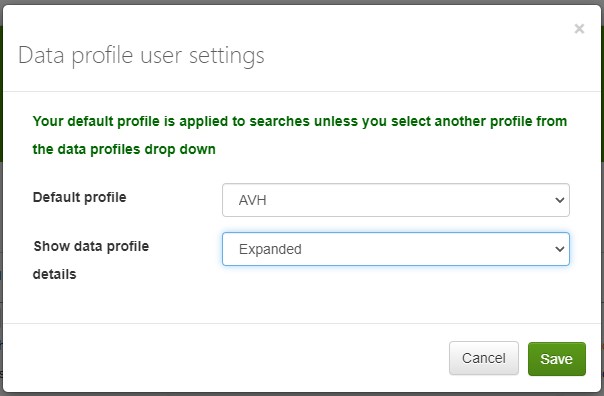 ×
Data profile user settings
Your default profile is applied to searches unless you select another profile from
the data profiles drop down
Default profile
AVH
Show data profile
details
Expanded
Cancel
Save